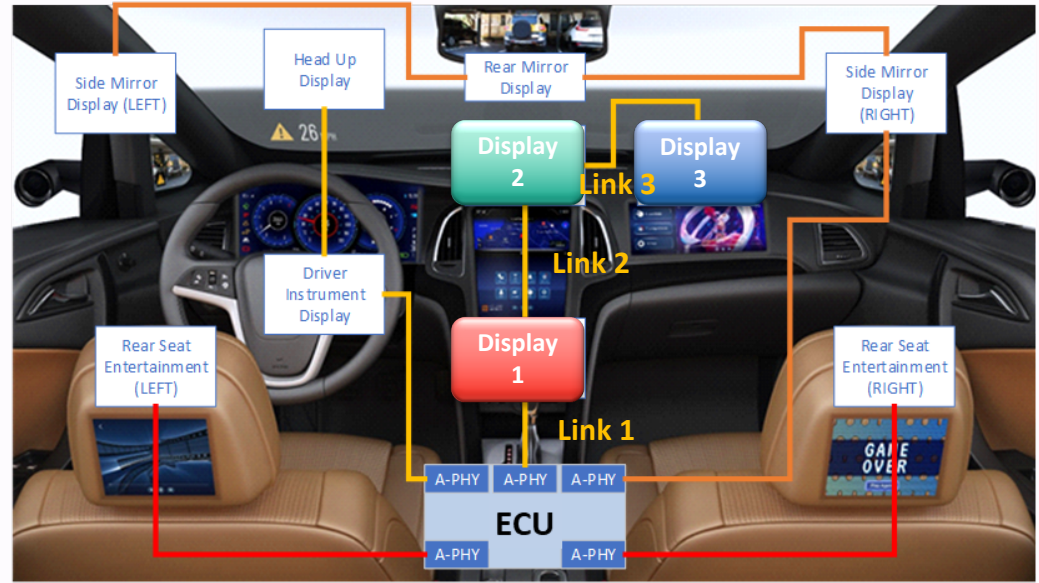 Head Up
Display
Side Mirror
Display (LEFT)
Rear Mirror
Display
Side Mirror
Display
(RIGHT)
26
Display
2
Display
3
Link 3
Link 2
Driver
Instrument
Display
Display
1
Rear Seat
Entertainment
(LEFT)
Rear Seat
Entertainment
(RIGHT)
Link 1
GAME
OVER
A-PHY
A-PHY
A-PHY
ECU
A-PHY
A-PHY